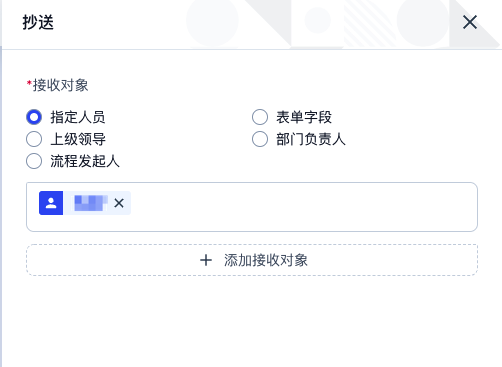 抄送
*接收对象
指定人员
表单字段
上级领导
部门负责人
流程发起人
添加接收对象